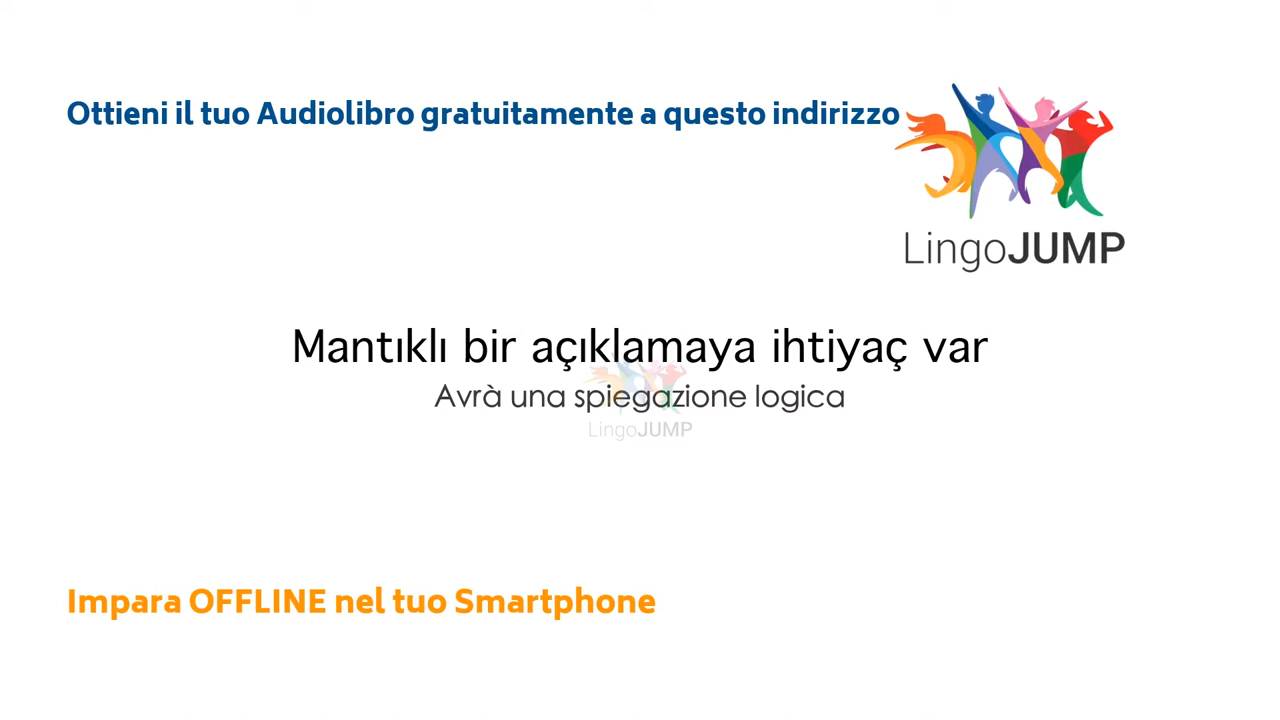 Ottieni il tuo Audiolibro gratuitamente a questo indirizzo
LingoJUMP
Mantıklı bir açıklamaya ihtiyaç var
Avrà una spiegazione logica
LingoJUMP
Impara OFFLINE nel tuo Smartphone